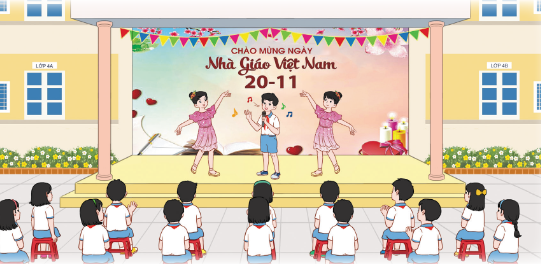 CHÀO MỪNG NGÀY
Nhà Giáo Việt Nam
20-11
LỚP 4A
LỚP 4B